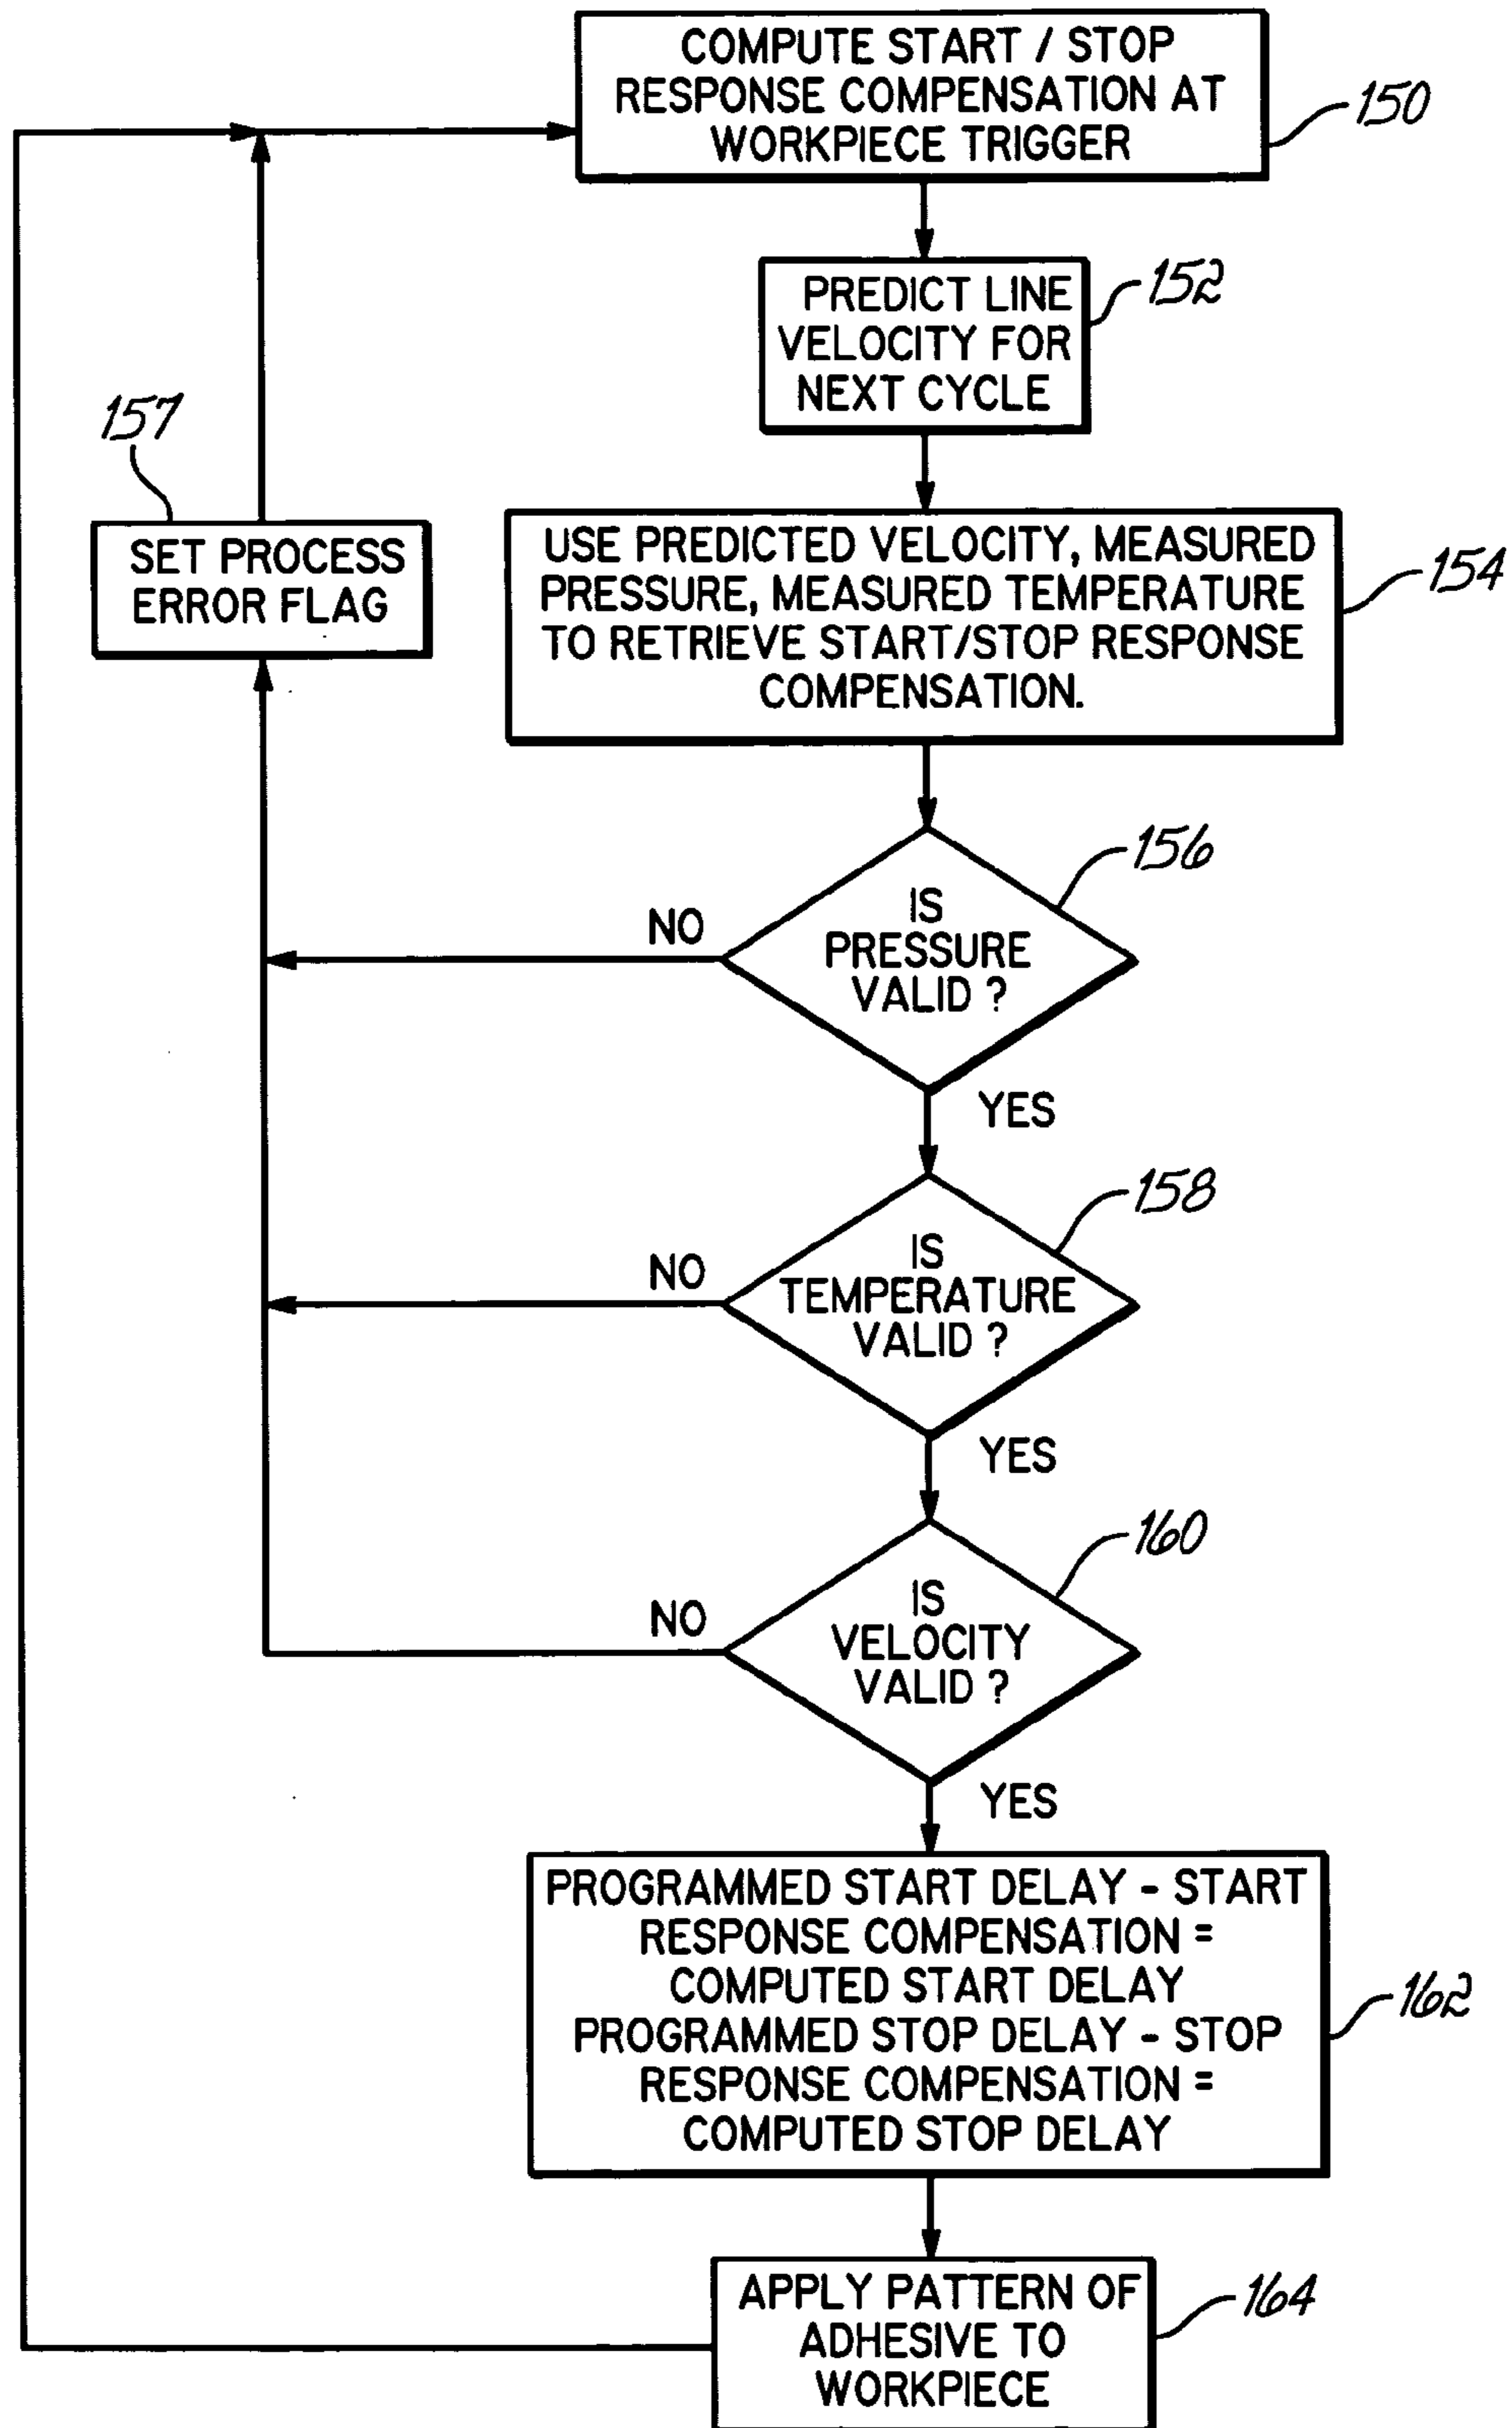 COMPUTE START / STOP
RESPONSE COMPENSATION AT
WORKPIECE TRIGGER
150
PREDICT LINE
VELOCITY FOR
NEXT CYCLE
152
157
SET PROCESS
ERROR FLAG
USE PREDICTED VELOCITY, MEASURED
PRESSURE, MEASURED TEMPERATURE
TO RETRIEVE START/STOP RESPONSE
COMPENSATION.
154
156
IS
PRESSURE
VALID ?
NO
YES
158
IS
TEMPERATURE
VALID ?
NO
YES
160
IS
VELOCITY
VALID ?
NO
YES
PROGRAMMED START DELAY - START
RESPONSE COMPENSATION =
COMPUTED START DELAY
PROGRAMMED STOP DELAY - STOP
RESPONSE COMPENSATION =
COMPUTED STOP DELAY
162
APPLY PATTERN OF
ADHESIVE TO
WORKPIECE
164